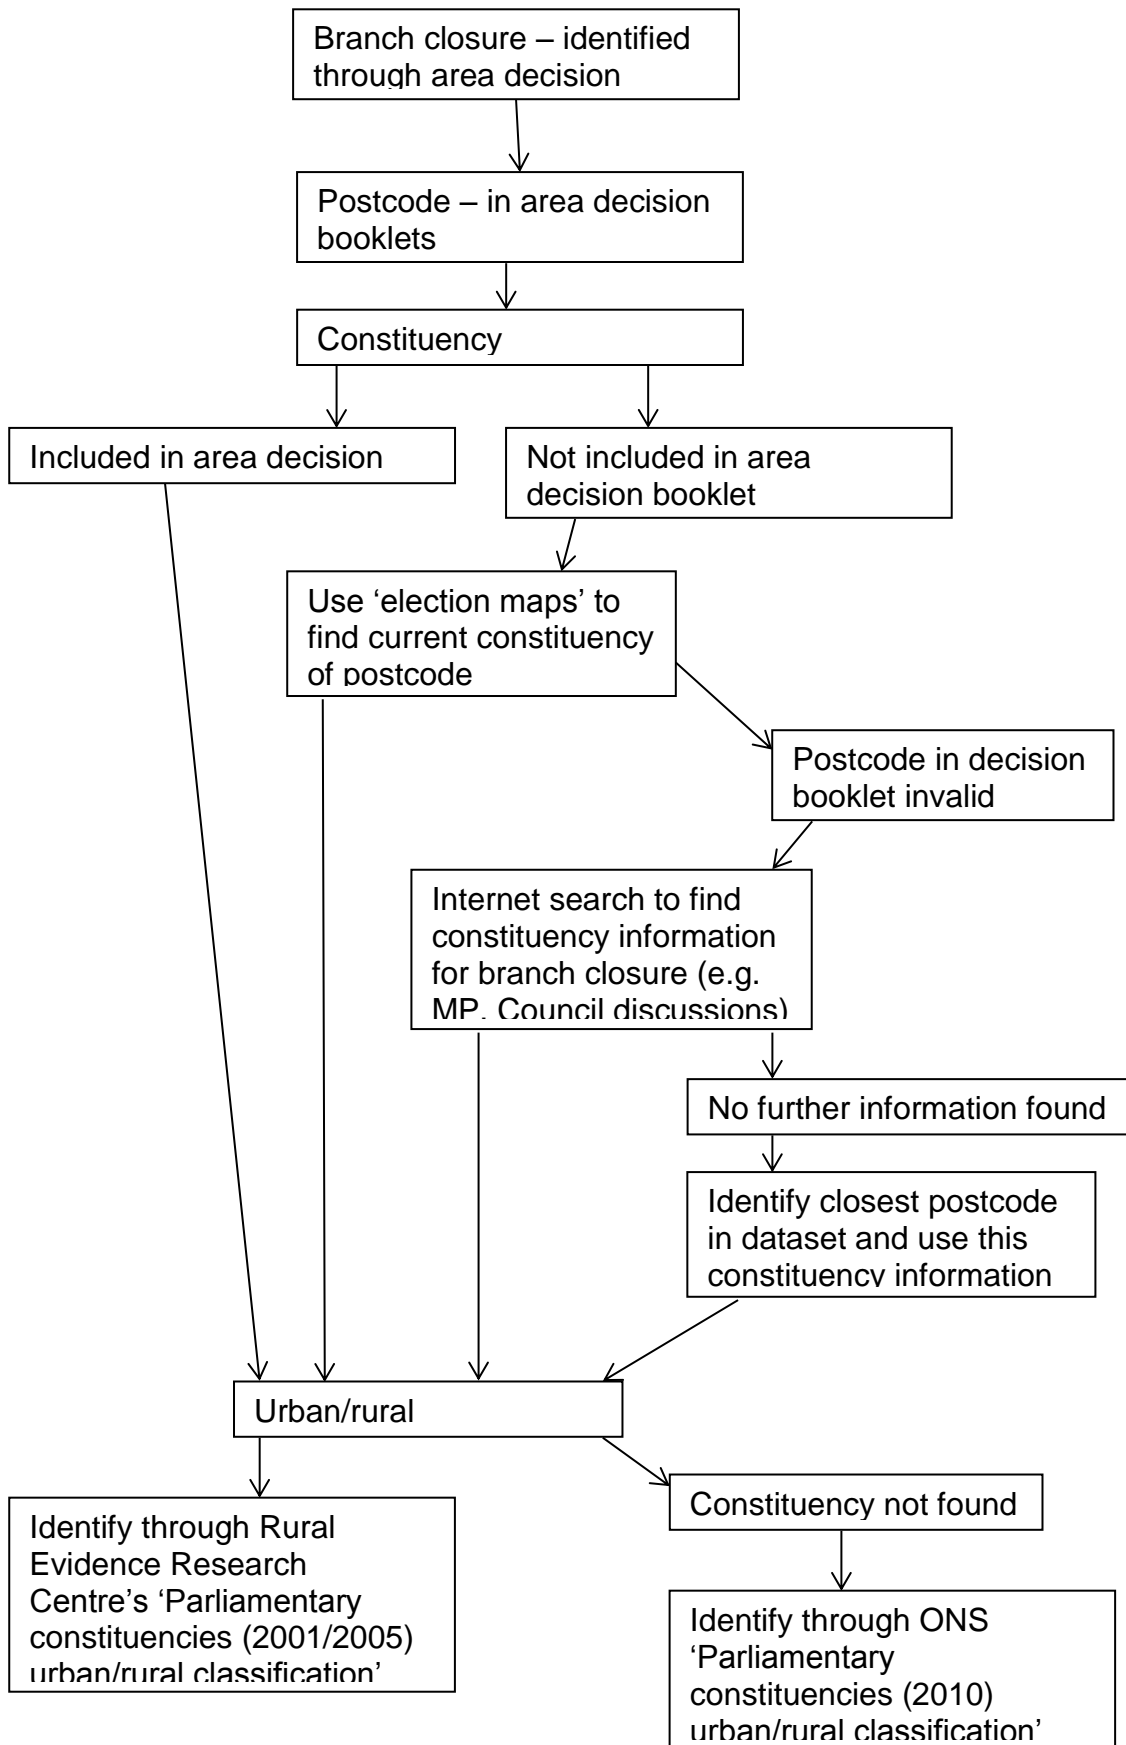 Branch closure – identified
through area decision
Postcode – in area decision
booklets
Constituency
Included in area decision
Not included in area
decision booklet
Use ‘election maps’ to
find current constituency
of postcode
Postcode in decision
booklet invalid
Internet search to find
constituency information
for branch closure (e.g.
MP. Council discussions)
No further information found
Identify closest postcode
in dataset and use this
constituency information
Urban/rural
Constituency not found
Identify through Rural
Evidence Research
Centre’s ‘Parliamentary
constituencies (2001/2005)
urban/rural classification’
Identify through ONS
‘Parliamentary
constituencies (2010)
urban/rural classification’